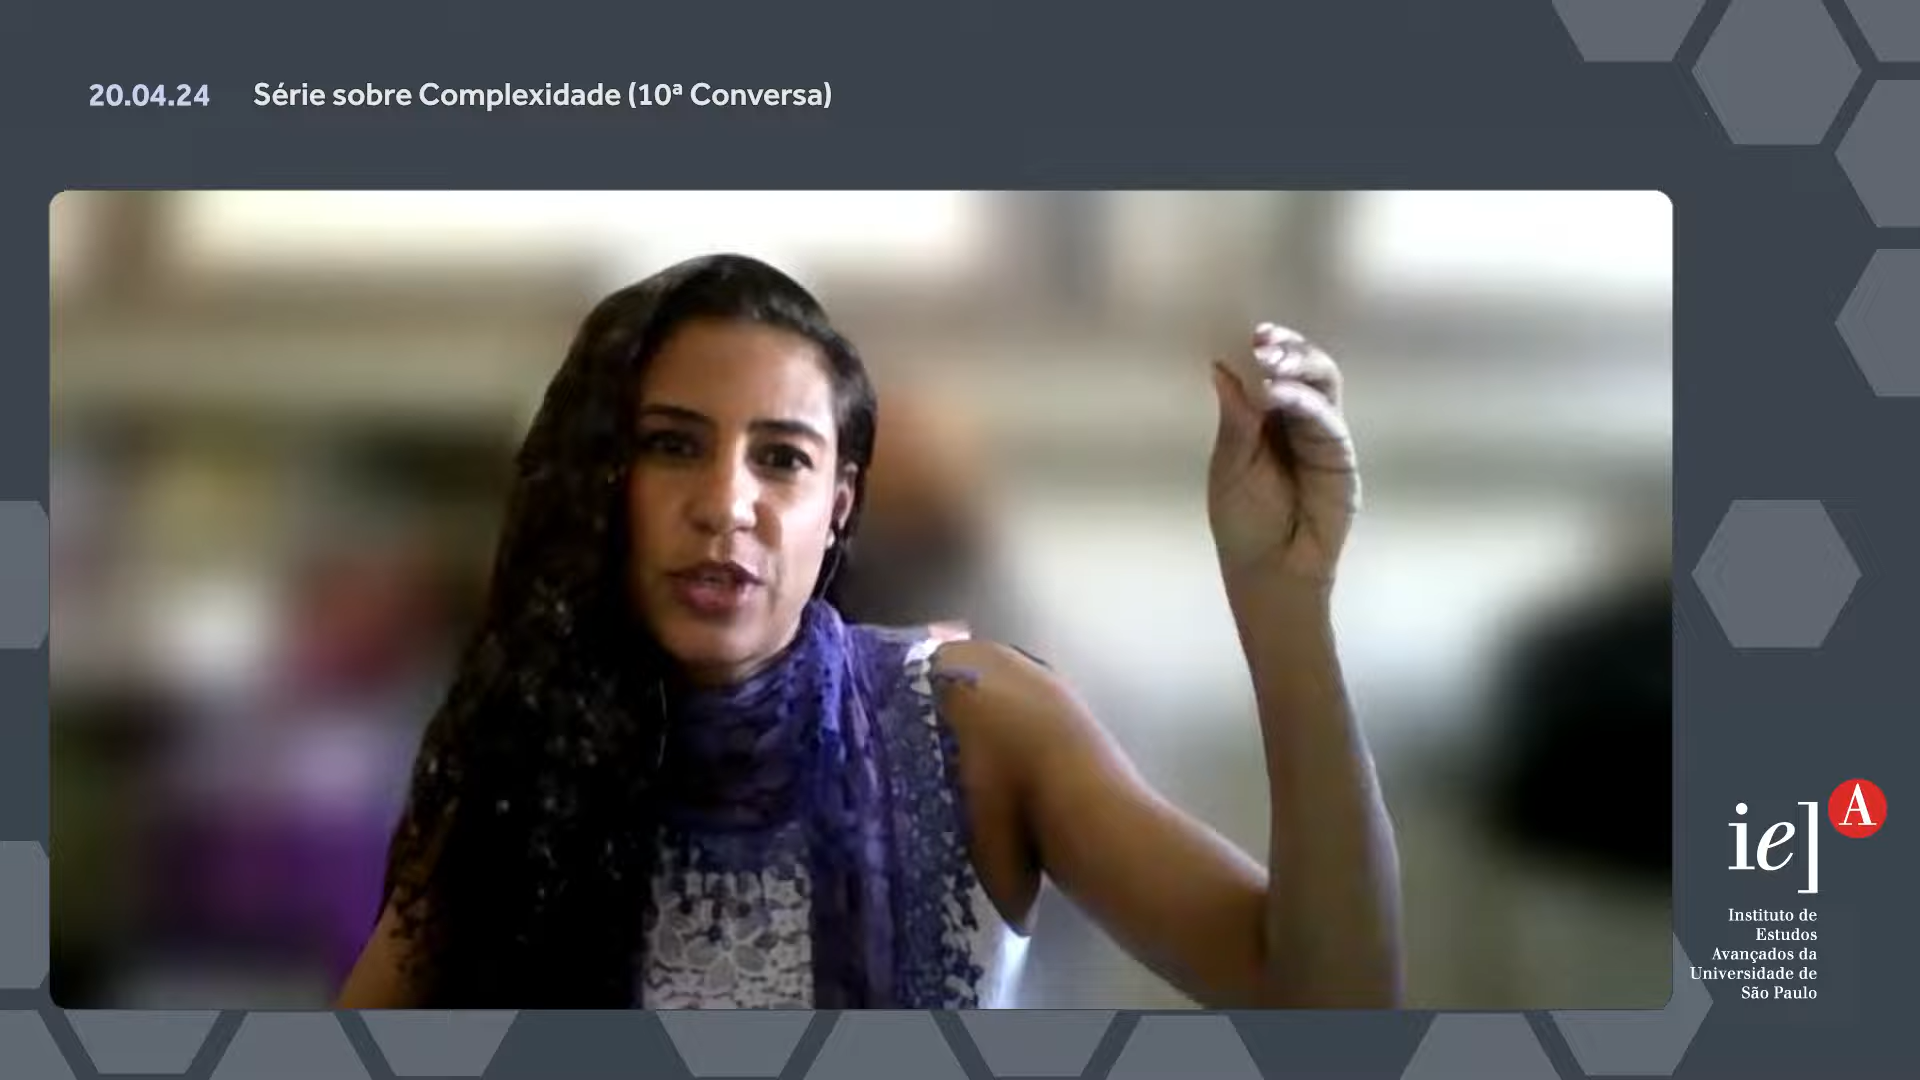 20.04.24 Série sobre Complexidade (10ª Conversa)
ie] A
Instituto de
Estudos
Avançados da
Universidade de
São Paulo